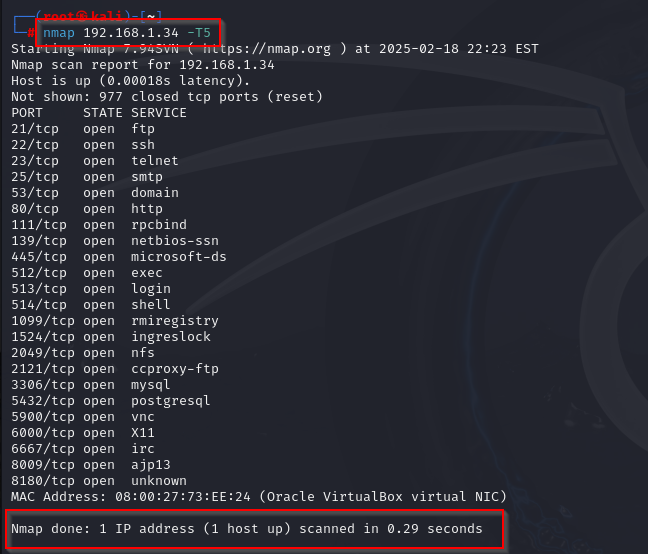 ┌──(root㉿kali)-[~]
└─# nmap 192.168.1.34 -T5
Starting Nmap 7.94SVN ( https://nmap.org ) at 2025-02-18 22:23 EST
Nmap scan report for 192.168.1.34
Host is up (0.00018s latency).
Not shown: 977 closed tcp ports (reset)
PORT     STATE SERVICE
21/tcp   open  ftp
22/tcp   open  ssh
23/tcp   open  telnet
25/tcp   open  smtp
53/tcp   open  domain
80/tcp   open  http
111/tcp  open  rpcbind
139/tcp  open  netbios-ssn
445/tcp  open  microsoft-ds
512/tcp  open  exec
513/tcp  open  login
514/tcp  open  shell
1099/tcp open  rmiregistry
1524/tcp open  ingreslock
2049/tcp open  nfs
2121/tcp open  ccproxy-ftp
3306/tcp open  mysql
5432/tcp open  postgresql
5900/tcp open  vnc
6000/tcp open  X11
6667/tcp open  irc
8009/tcp open  ajp13
8180/tcp open  unknown
MAC Address: 08:00:27:73:EE:24 (Oracle VirtualBox virtual NIC)
Nmap done: 1 IP address (1 host up) scanned in 0.29 seconds